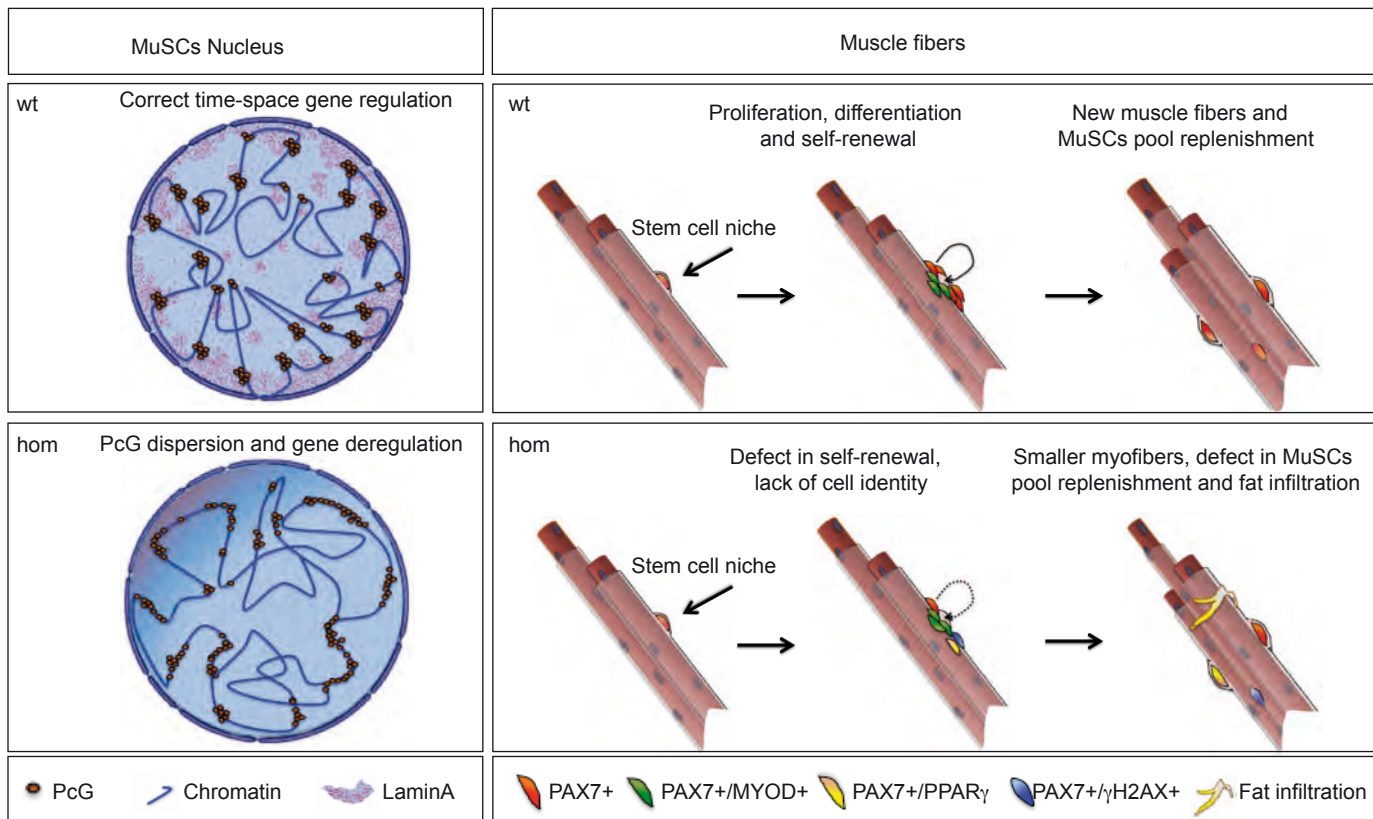 MuSCs Nucleus
Muscle fibers
wt
Correct time-space gene regulation
wt
Proliferation, differentiation
and self-renewal
New muscle fibers and
MuSCs pool replenishment
Stem cell niche
hom
PcG dispersion and gene deregulation
hom
Defect in self-renewal,
lack of cell identity
Smaller myofibers, defect in MuSCs
pool replenishment and fat infiltration
Stem cell niche
PcG
Chromatin
LaminA
PAX7+
PAX7+/MYOD+
PAX7+/PPARγ
PAX7+/γH2AX+
Fat infiltration